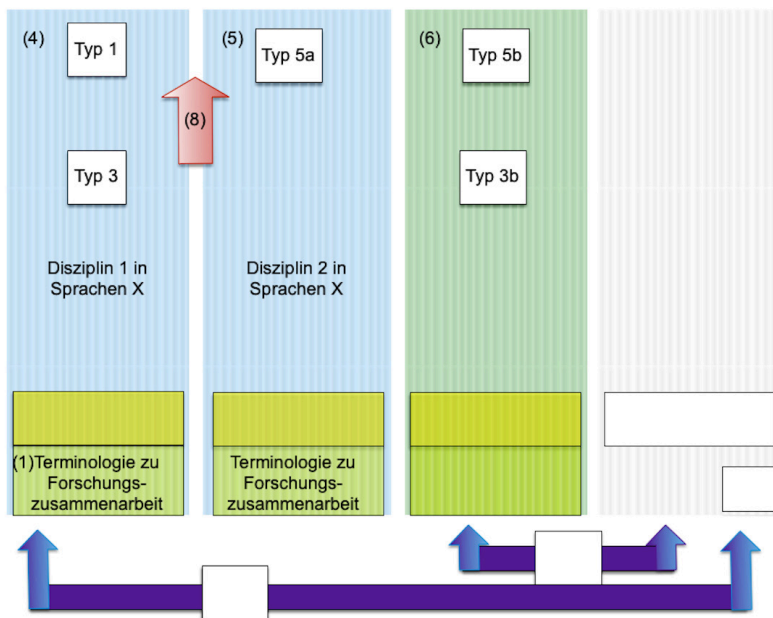 (4)
Typ 1
(5)
Typ 5a
(6)
Typ 5b
(8)
Typ 3
Typ 3b
Disziplin 1 in
Sprachen X
Disziplin 2 in
Sprachen X
(1)Terminologie zu
Forschungs-
zusammenarbeit
Terminologie zu
Forschungs-
zusammenarbeit